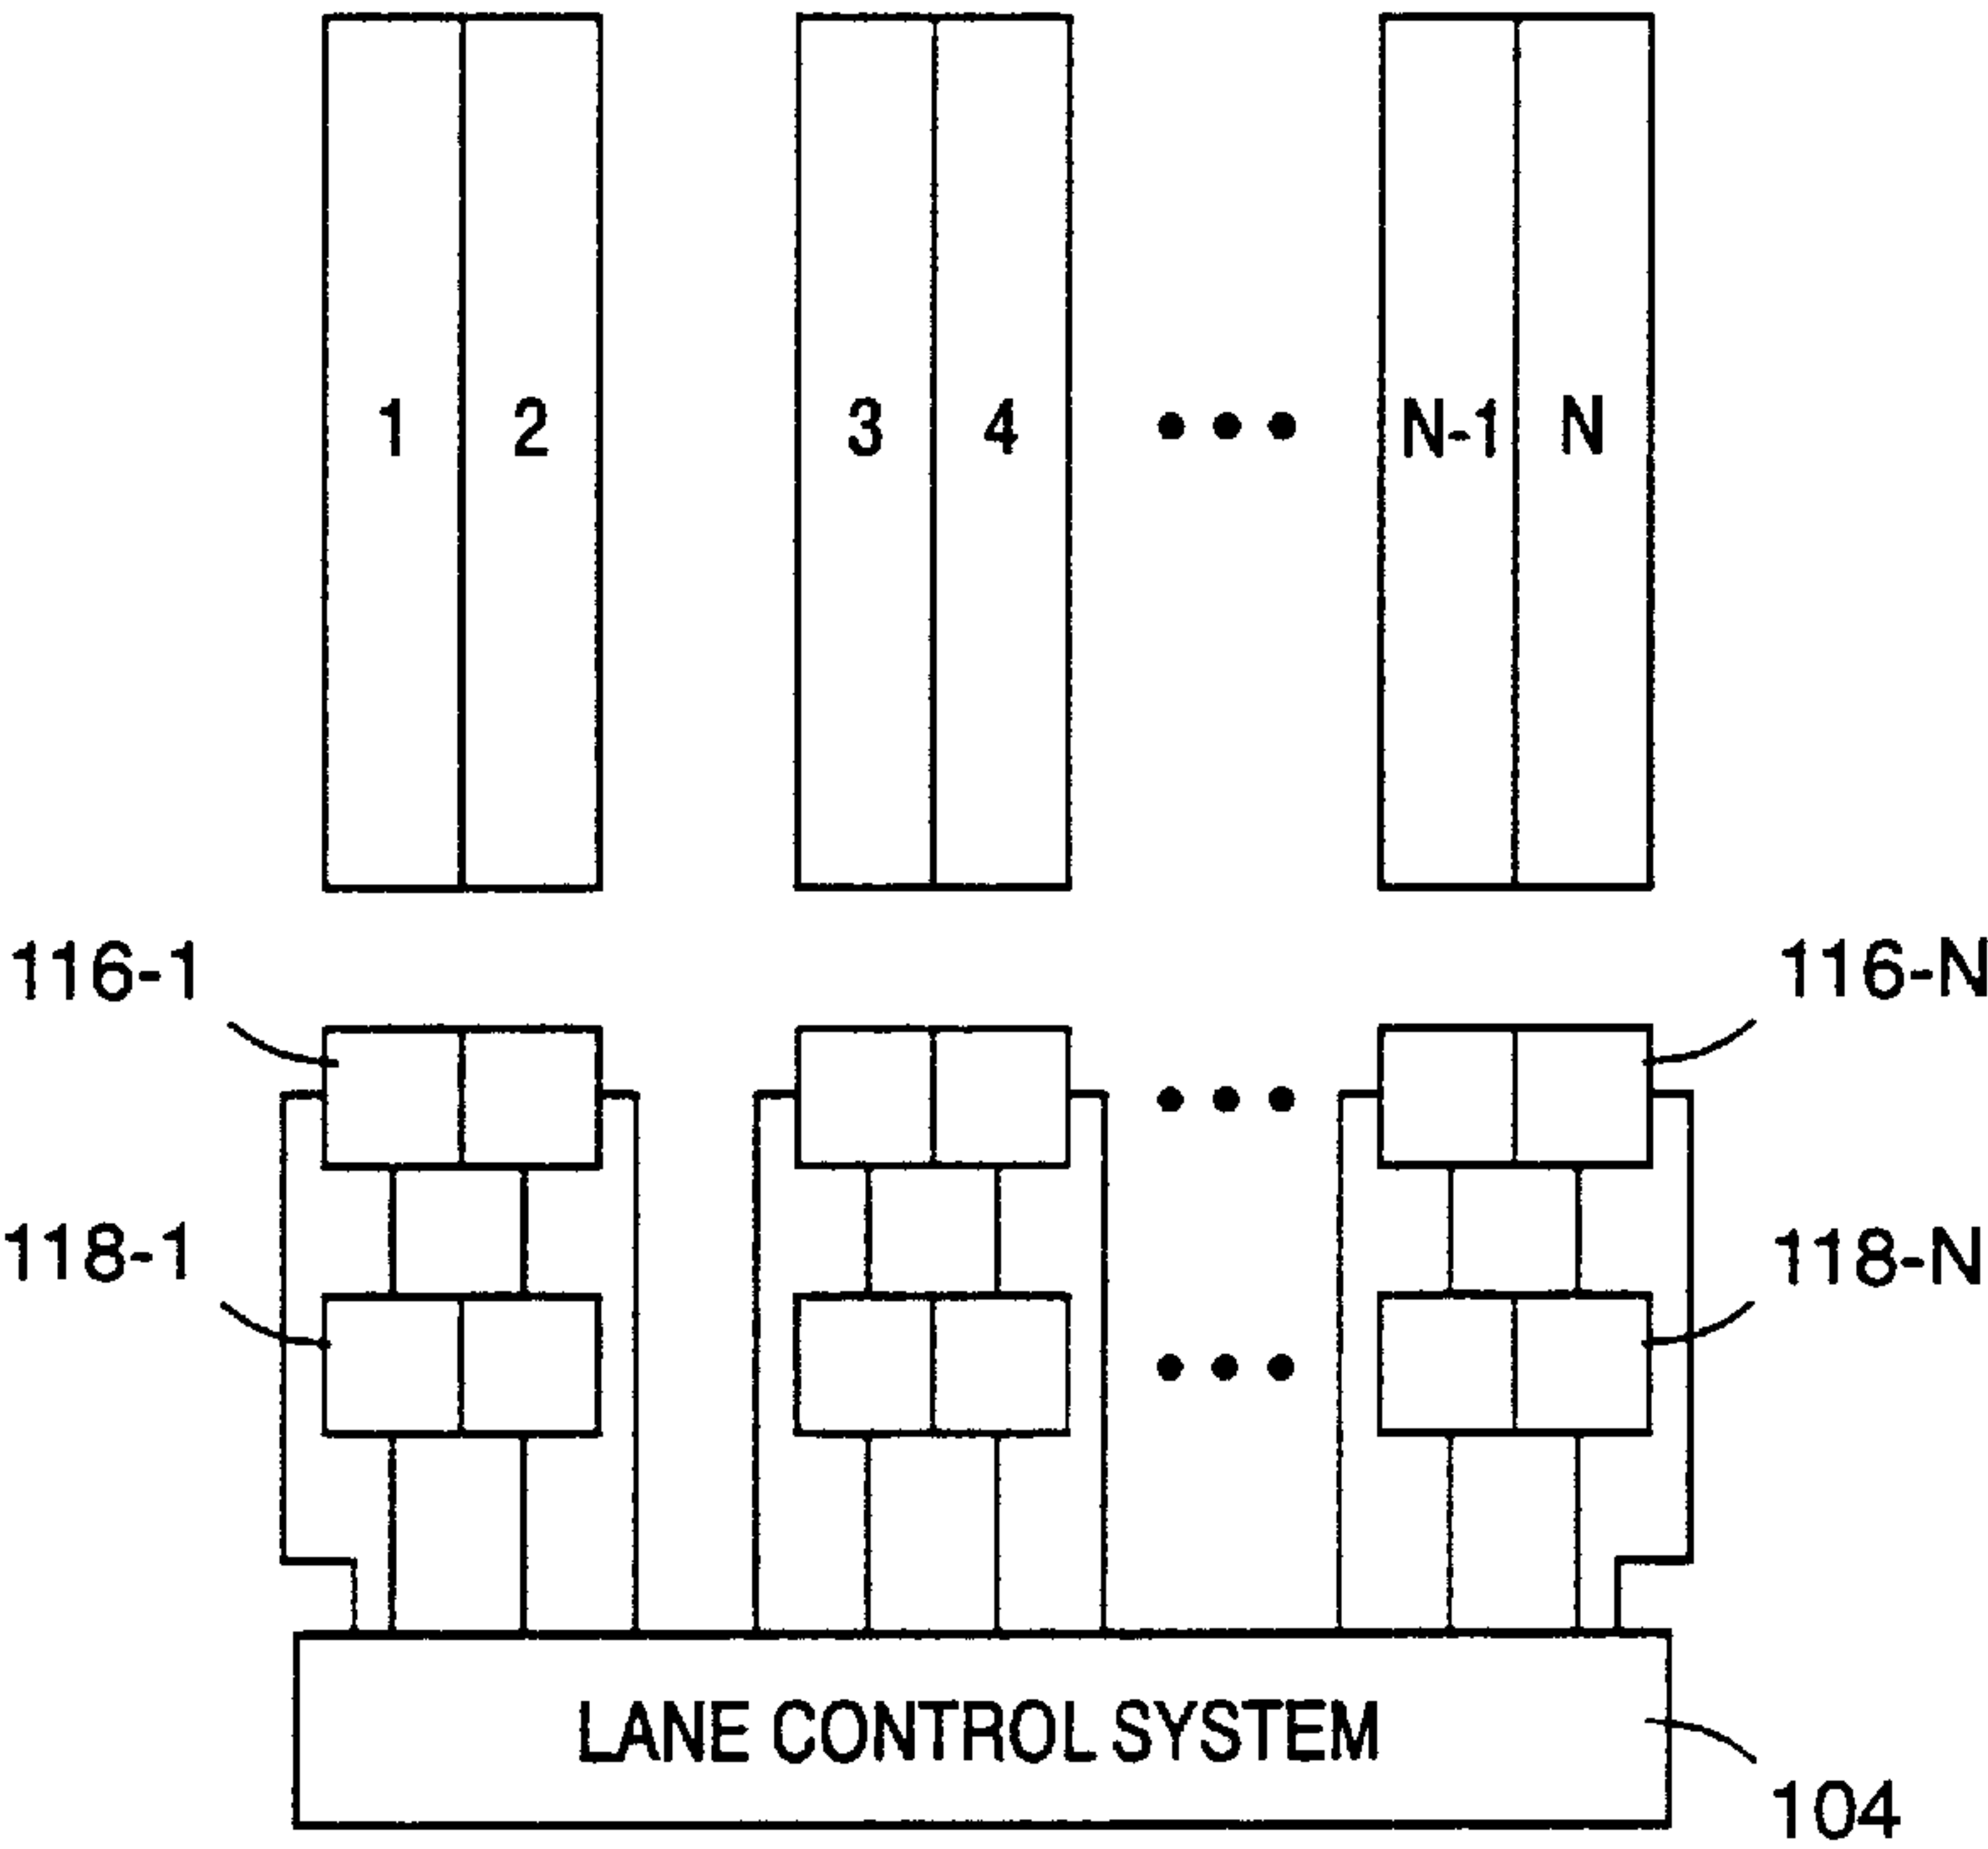 1 2 3 4 ••• N-1 N
116-1 116-N
•••
118-1 118-N
•••
LANE CONTROL SYSTEM
104